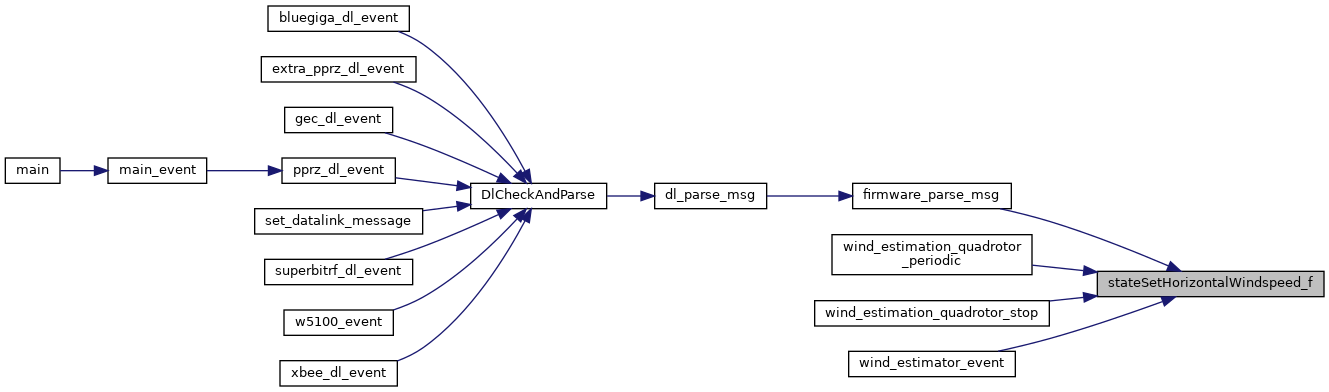 bluegiga_dl_event
extra_pprz_dl_event
gec_dl_event
main
main_event
pprz_dl_event
DlCheckAndParse
dl_parse_msg
firmware_parse_msg
set_datalink_message
wind_estimation_quadrotor
_periodic
superbitrf_dl_event
stateSetHorizontalWindspeed_f
w5100_event
wind_estimation_quadrotor_stop
xbee_dl_event
wind_estimator_event